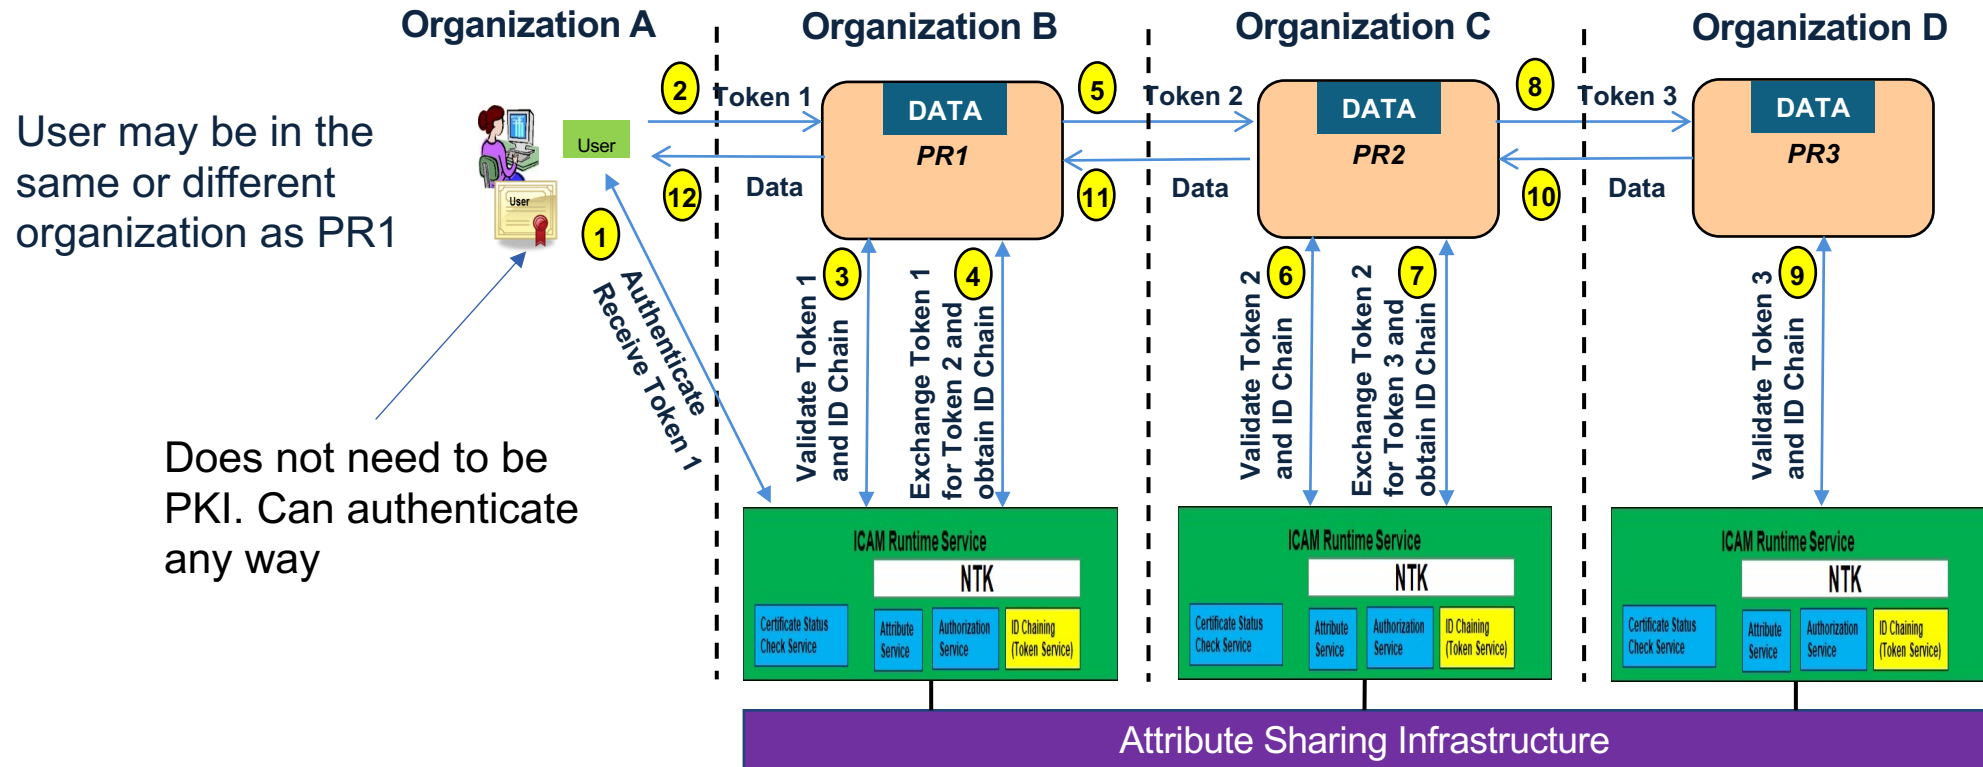 Organization A
Organization B
Organization C
Organization D
User may be in the
same or different
organization as PR1
Does not need to be
PKI. Can authenticate
any way
User
User
1
Authenticate
Receive Token 1
2
Token 1
12
Data
DATA
PR1
3
Validate Token 1
and ID Chain
4
Exchange Token 1
for Token 2 and
obtain ID Chain
5
Token 2
11
Data
DATA
PR2
6
Validate Token 2
and ID Chain
7
Exchange Token 2
for Token 3 and
obtain ID Chain
8
Token 3
10
Data
DATA
PR3
9
Validate Token 3
and ID Chain
ICAM Runtime Service
NTK
Certificate Status
Check Service
Attribute
Service
Authorization
Service
ID Chaining
(Token Service)
ICAM Runtime Service
NTK
Certificate Status
Check Service
Attribute
Service
Authorization
Service
ID Chaining
(Token Service)
ICAM Runtime Service
NTK
Certificate Status
Check Service
Attribute
Service
Authorization
Service
ID Chaining
(Token Service)
Attribute Sharing Infrastructure